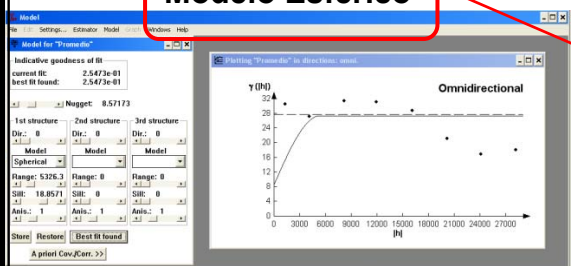 Modelo Esférico
Model
File Edit Settings... Estimator Model Graph Windows Help
Model for "Promedio"
Indicative goodness of fit
current fit: 2.5473e-01
best fit found: 2.5473e-01
Nugget: 8.57173
1st structure 2nd structure 3rd structure
Dir.: 0 Dir.: 0 Dir.: 0
Model Model Model
Spherical
Range: 5326.3 Range: 0 Range: 0
Sill: 18.8571 Sill: 0 Sill: 0
Anis.: 1 Anis.: 1 Anis.: 1
Store Restore Best fit found
A priori Cov./Corr. >>
Plotting "Promedio" in directions: omni.
γ (|h|)
Omnidirectional
32
28
24
20
16
12
8
4
0
0 3000 6000 9000 12000 15000 18000 21000 24000 27000
|h|